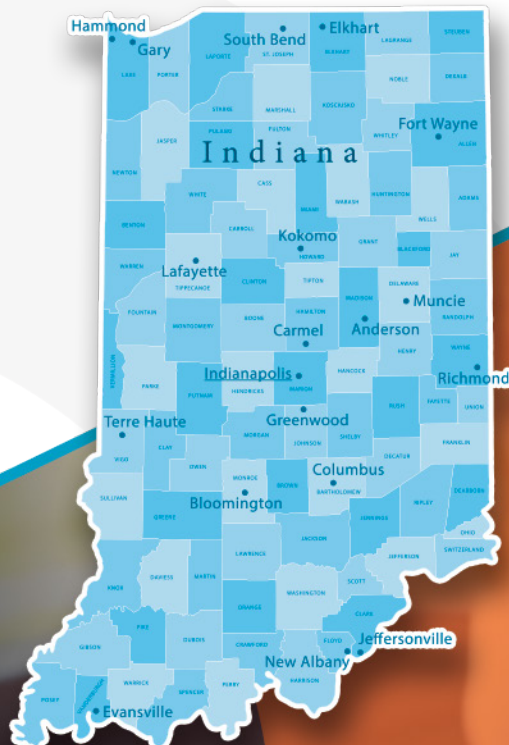 Hammond
Gary
South Bend
Elkhart
LAKE
PORTER
LAPORTE
ST. JOSEPH
ELKHART
LAGRANGE
STEUBEN
NOBLE
DEKALB
STARKE
MARSHALL
KOSCIUSKO
Fort Wayne
WHITLEY
ALLEN
JASPER
PULASKI
FULTON
Indiana
NEWTON
CASS
WABASH
HUNTINGTON
WELLS
ADAMS
WHITE
MIAMI
BENTON
CARROLL
Kokomo
HOWARD
GRANT
BLACKFORD
JAY
WARREN
Lafayette
TIPPECANOE
CLINTON
TIPTON
MADISON
DELAWARE
Muncie
RANDOLPH
FOUNTAIN
MONTGOMERY
BOONE
HAMILTON
Carmel
Anderson
HENRY
WAYNE
Richmond
VERMILLION
PARKE
PUTNAM
Indianapolis
HENDRICKS
MARION
HANCOCK
RUSH
FAYETTE
UNION
Terre Haute
VIGO
CLAY
MORGAN
Greenwood
JOHNSON
SHELBY
FRANKLIN
OWEN
MONROE
BROWN
Columbus
BARTHOLOMEW
DECATUR
SULLIVAN
GREENE
Bloomington
JENNINGS
RIPLEY
DEARBORN
OHIO
SWITZERLAND
LAWRENCE
JACKSON
JEFFERSON
KNOX
DAVIESS
MARTIN
ORANGE
WASHINGTON
SCOTT
CLARK
GIBSON
PIKE
DUBOIS
CRAWFORD
FLOYD
Jeffersonville
New Albany
HARRISON
POSEY
VANDERBURGH
WARRICK
SPENCER
PERRY
Evansville